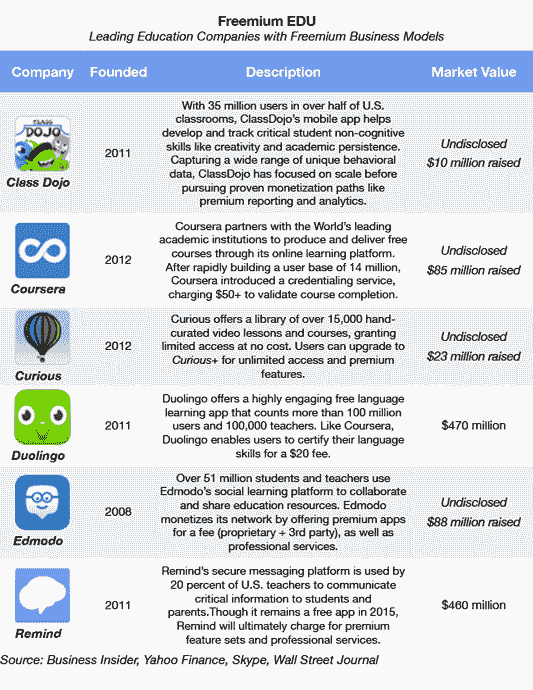 Freemium EDU
Leading Education Companies with Freemium Business Models
Company Founded Description Market Value
CLASS
DOJO
Class Dojo
2011
With 35 million users in over half of U.S.
classrooms, ClassDojo's mobile app helps
develop and track critical student non-cognitive
skills like creativity and academic persistence.
Capturing a wide range of unique behavioral
data, ClassDojo has focused on scale before
pursuing proven monetization paths like
premium reporting and analytics.
Undisclosed
$10 million raised
Coursera
2012
Coursera partners with the World's leading
academic institutions to produce and deliver free
courses through its online learning platform.
After rapidly building a user base of 14 million,
Coursera introduced a credentialing service,
charging $50+ to validate course completion.
Undisclosed
$85 million raised
Curious
2012
Curious offers a library of over 15,000 hand-
curated video lessons and courses, granting
limited access at no cost. Users can upgrade to
Curious+ for unlimited access and premium
features.
Undisclosed
$23 million raised
Duolingo
2011
Duolingo offers a highly engaging free language
learning app that counts more than 100 million
users and 100,000 teachers. Like Coursera,
Duolingo enables users to certify their language
skills for a $20 fee.
$470 million
Edmodo
2008
Over 51 million students and teachers use
Edmodo's social learning platform to collaborate
and share education resources. Edmodo
monetizes its network by offering premium apps
for a fee (proprietary + 3rd party), as well as
professional services.
Undisclosed
$88 million raised
Remind
2011
Remind's secure messaging platform is used by
20 percent of U.S. teachers to communicate
critical information to students and
parents.Though it remains a free app in 2015,
Remind will ultimately charge for premium
feature sets and professional services.
$460 million
Source: Business Insider, Yahoo Finance, Skype, Wall Street Journal